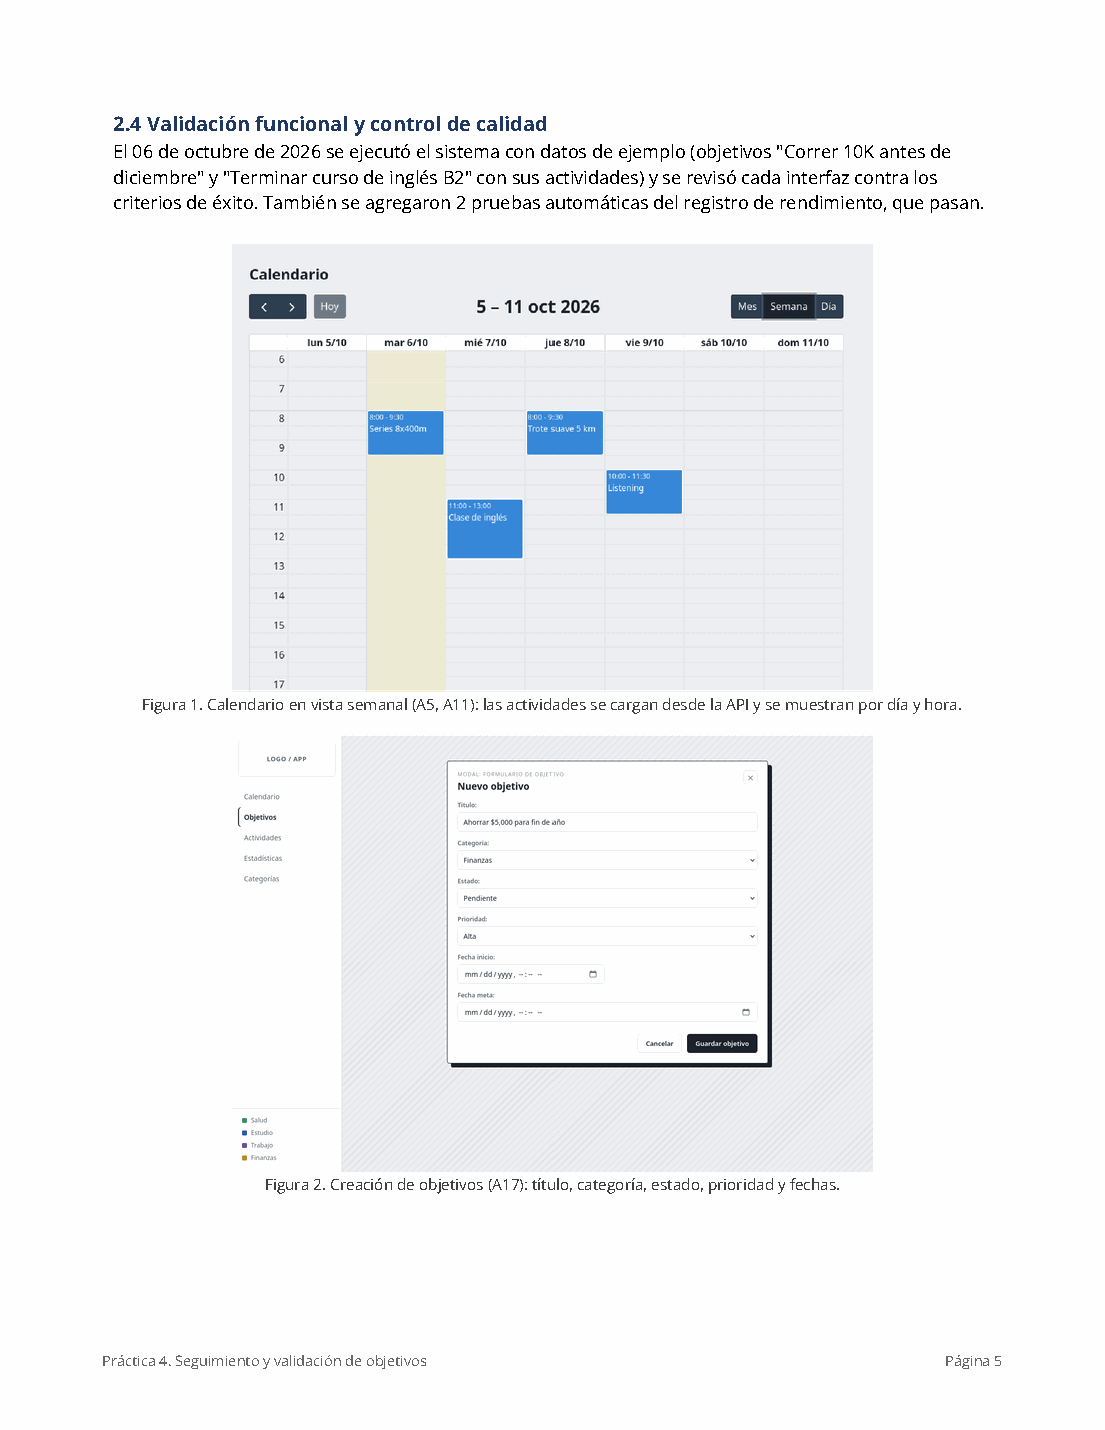 2.4 Validación funcional y control de calidad
El 06 de octubre de 2026 se ejecutó el sistema con datos de ejemplo (objetivos "Correr 10K antes de
diciembre" y "Terminar curso de inglés B2" con sus actividades) y se revisó cada interfaz contra los
criterios de éxito. También se agregaron 2 pruebas automáticas del registro de rendimiento, que pasan.
Calendario
Hoy
5 – 11 oct 2026
Mes Semana Día
lun 5/10 mar 6/10 mié 7/10 jue 8/10 vie 9/10 sáb 10/10 dom 11/10
6
7
8
8:00 - 9:30
Series 8x400m
8:00 - 9:30
Trote suave 5 km
9
10
10:00 - 11:30
Listening
11
11:00 - 13:00
Clase de inglés
12
13
14
15
16
17
Figura 1. Calendario en vista semanal (A5, A11): las actividades se cargan desde la API y se muestran por día y hora.
LOGO / APP
Calendario
Objetivos
Actividades
Estadísticas
Categorías
Salud
Estudio
Trabajo
Finanzas
MODAL: FORMULARIO DE OBJETIVO
Nuevo objetivo
Título:
Ahorrar $5,000 para fin de año
Categoría:
Finanzas
Estado:
Pendiente
Prioridad:
Alta
Fecha inicio:
mm/dd/yyyy, --:-- --
Fecha meta:
mm/dd/yyyy, --:-- --
Cancelar Guardar objetivo
Figura 2. Creación de objetivos (A17): título, categoría, estado, prioridad y fechas.
Práctica 4. Seguimiento y validación de objetivos Página 5